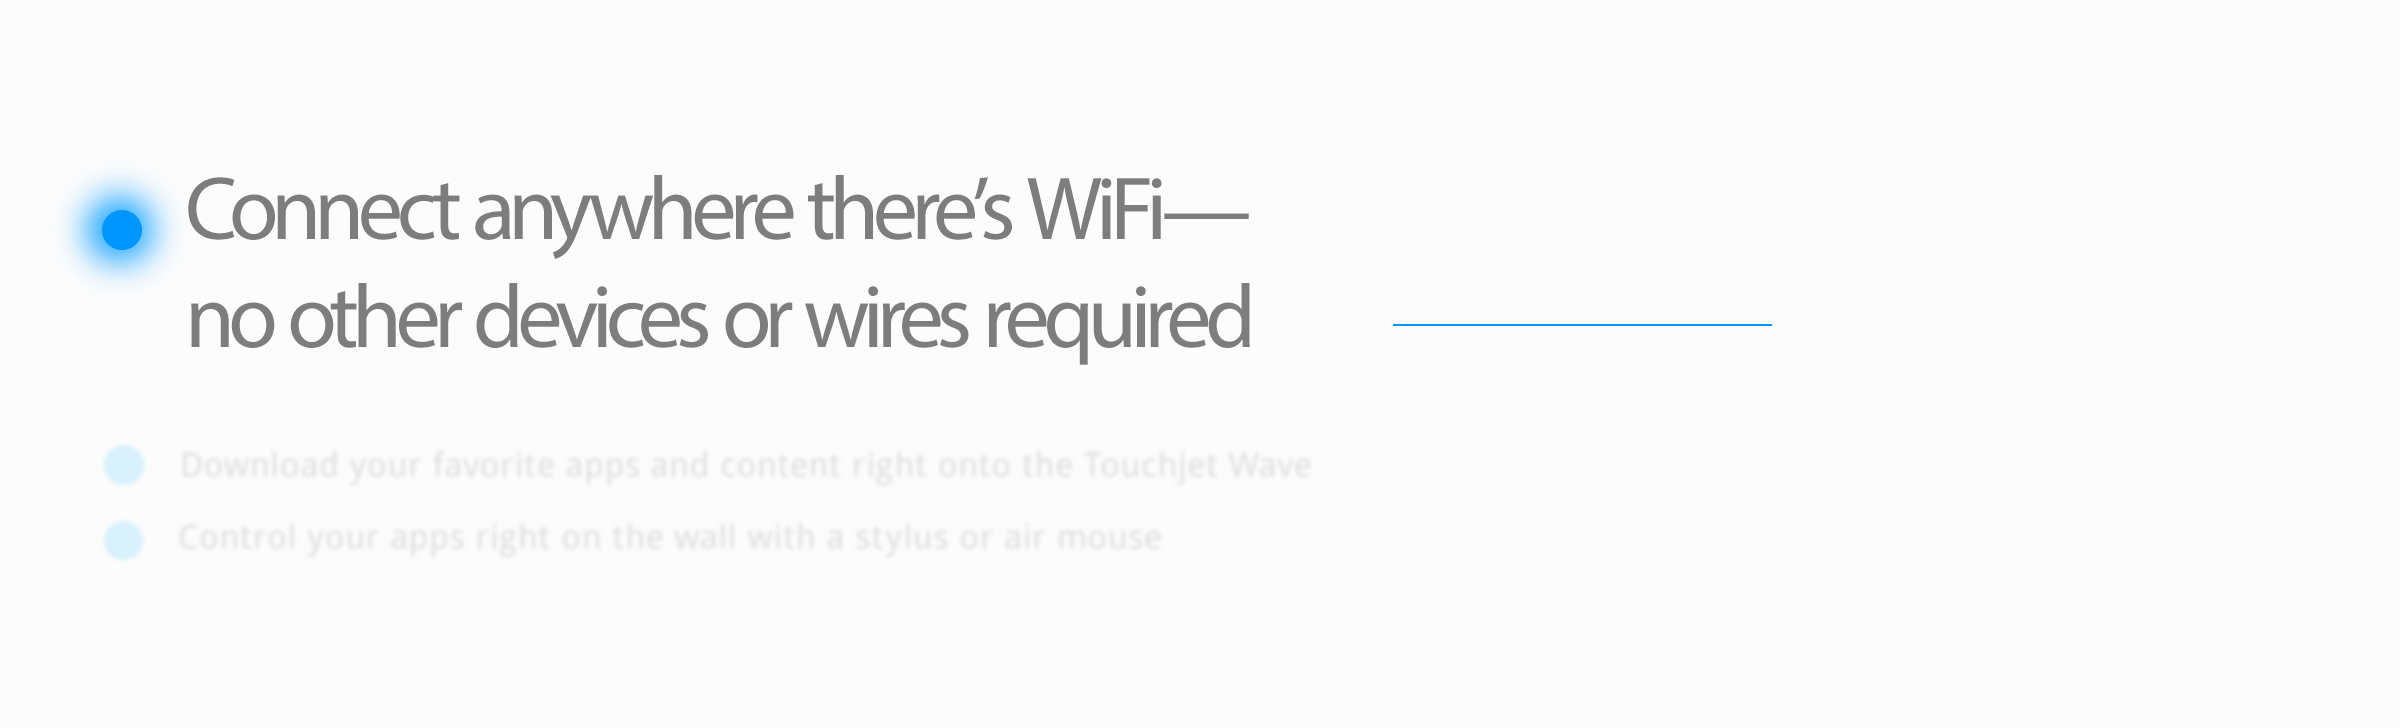 Connect anywhere there’s WiFi—
no other devices or wires required
Download your favorite apps and content right onto the Touchjet Wave
Control your apps right on the wall with a stylus or air mouse